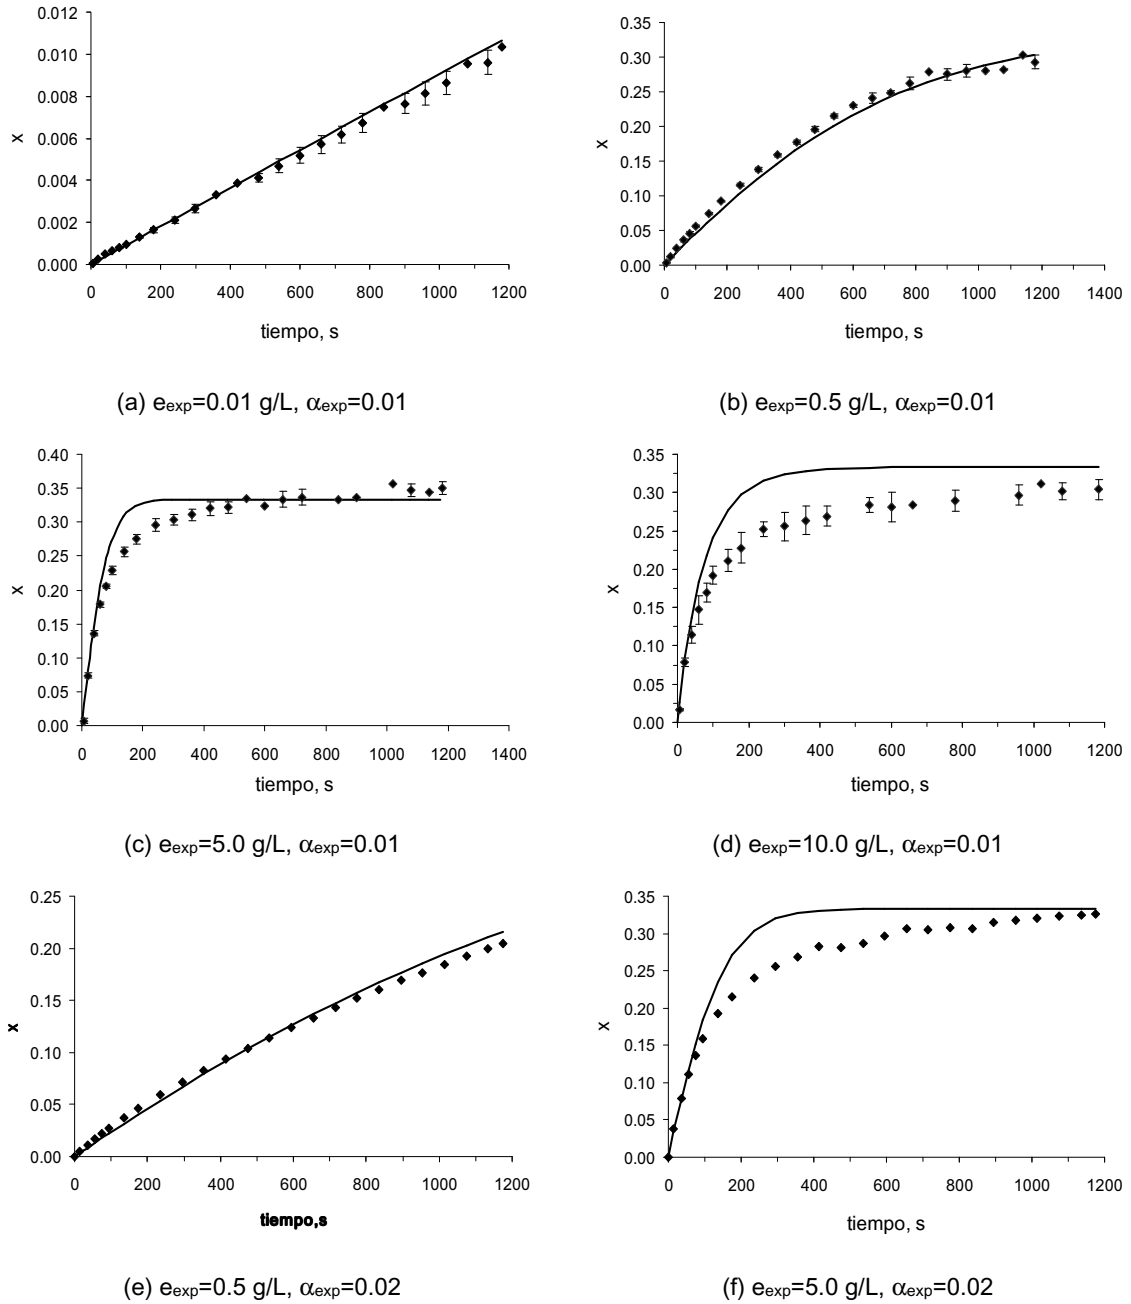 0.012
0.010
0.008
0.006
0.004
0.002
0.000
x
0 200 400 600 800 1000 1200
tiempo, s
(a) eexp=0.01 g/L, αexp=0.01
0.35
0.30
0.25
0.20
0.15
0.10
0.05
0.00
x
0 200 400 600 800 1000 1200 1400
tiempo, s
(b) eexp=0.5 g/L, αexp=0.01
0.40
0.35
0.30
0.25
0.20
0.15
0.10
0.05
0.00
x
0 200 400 600 800 1000 1200 1400
tiempo, s
(c) eexp=5.0 g/L, αexp=0.01
0.35
0.30
0.25
0.20
0.15
0.10
0.05
0.00
x
0 200 400 600 800 1000 1200
tiempo, s
(d) eexp=10.0 g/L, αexp=0.01
0.25
0.20
0.15
0.10
0.05
0.00
x
0 200 400 600 800 1000 1200
tiempo,s
(e) eexp=0.5 g/L, αexp=0.02
0.35
0.30
0.25
0.20
0.15
0.10
0.05
0.00
x
0 200 400 600 800 1000 1200
tiempo, s
(f) eexp=5.0 g/L, αexp=0.02